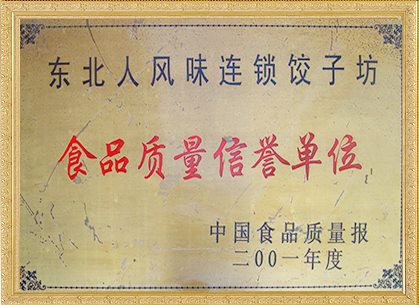 东北人风味连锁饺子坊
食品质量信誉单位
中国食品质量报
二00一年度